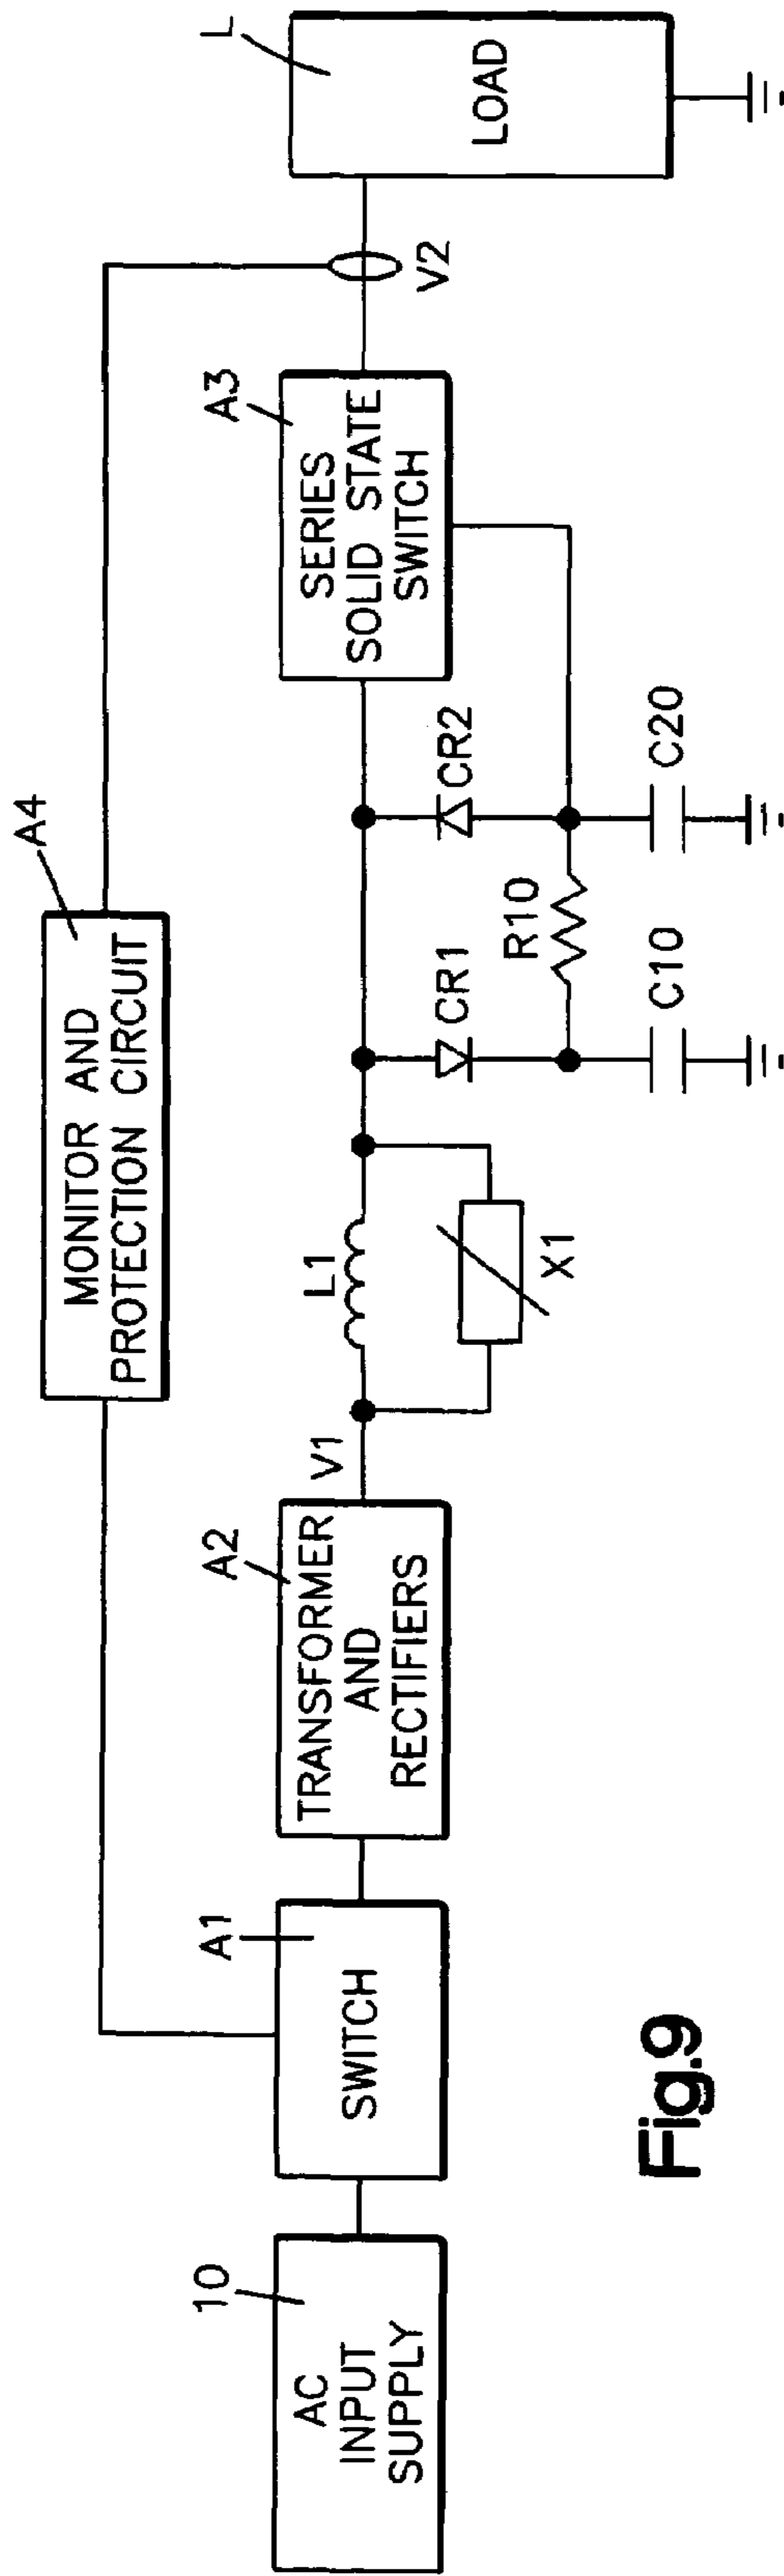 A4
MONITOR AND
PROTECTION CIRCUIT
10
AC
INPUT
SUPPLY
A1
SWITCH
A2
TRANSFORMER
AND
RECTIFIERS
V1
L1
X1
CR1
CR2
R10
C10
C20
A3
SERIES
SOLID STATE
SWITCH
V2
L
LOAD
Fig.9